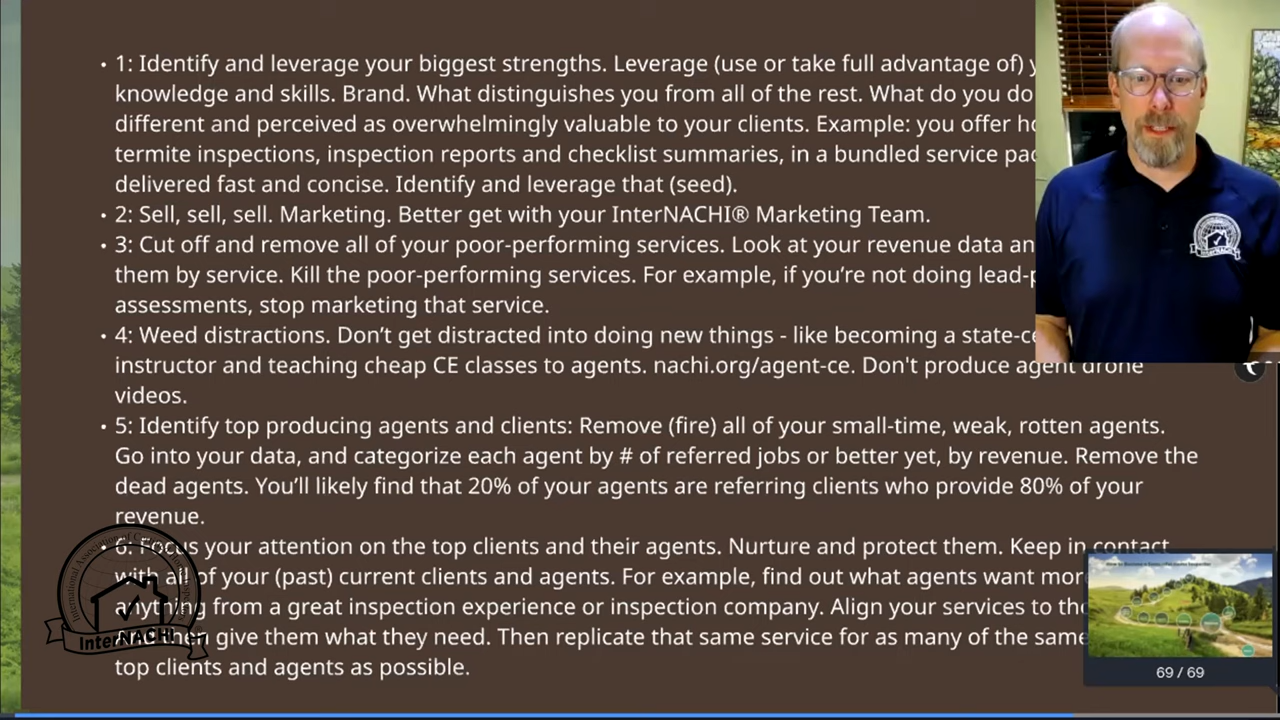 • 1: Identify and leverage your biggest strengths. Leverage (use or take full advantage of)
knowledge and skills. Brand. What distinguishes you from all of the rest. What do you do
different and perceived as overwhelmingly valuable to your clients. Example: you offer
termite inspections, inspection reports and checklist summaries, in a bundled service
delivered fast and concise. Identify and leverage that (seed).
• 2: Sell, sell, sell. Marketing. Better get with your InterNACHI® Marketing Team.
• 3: Cut off and remove all of your poor-performing services. Look at your revenue data
them by service. Kill the poor-performing services. For example, if you're not doing
assessments, stop marketing that service.
• 4: Weed distractions. Don't get distracted into doing new things - like becoming a
instructor and teaching cheap CE classes to agents. nachi.org/agent-ce. Don't produce agent drone
videos.
• 5: Identify top producing agents and clients: Remove (fire) all of your small-time, weak, rotten agents.
Go into your data, and categorize each agent by # of referred jobs or better yet, by revenue. Remove the
dead agents. You'll likely find that 20% of your agents are referring clients who provide 80% of your
revenue.
• 6: Focus your attention on the top clients and their agents. Nurture and protect them. Keep in contact
with all of your (past) current clients and agents. For example, find out what agents want more
anything from a great inspection experience or inspection company. Align your services to
And then give them what they need. Then replicate that same service for as many of the same
top clients and agents as possible.
InterNACHI
69 / 69